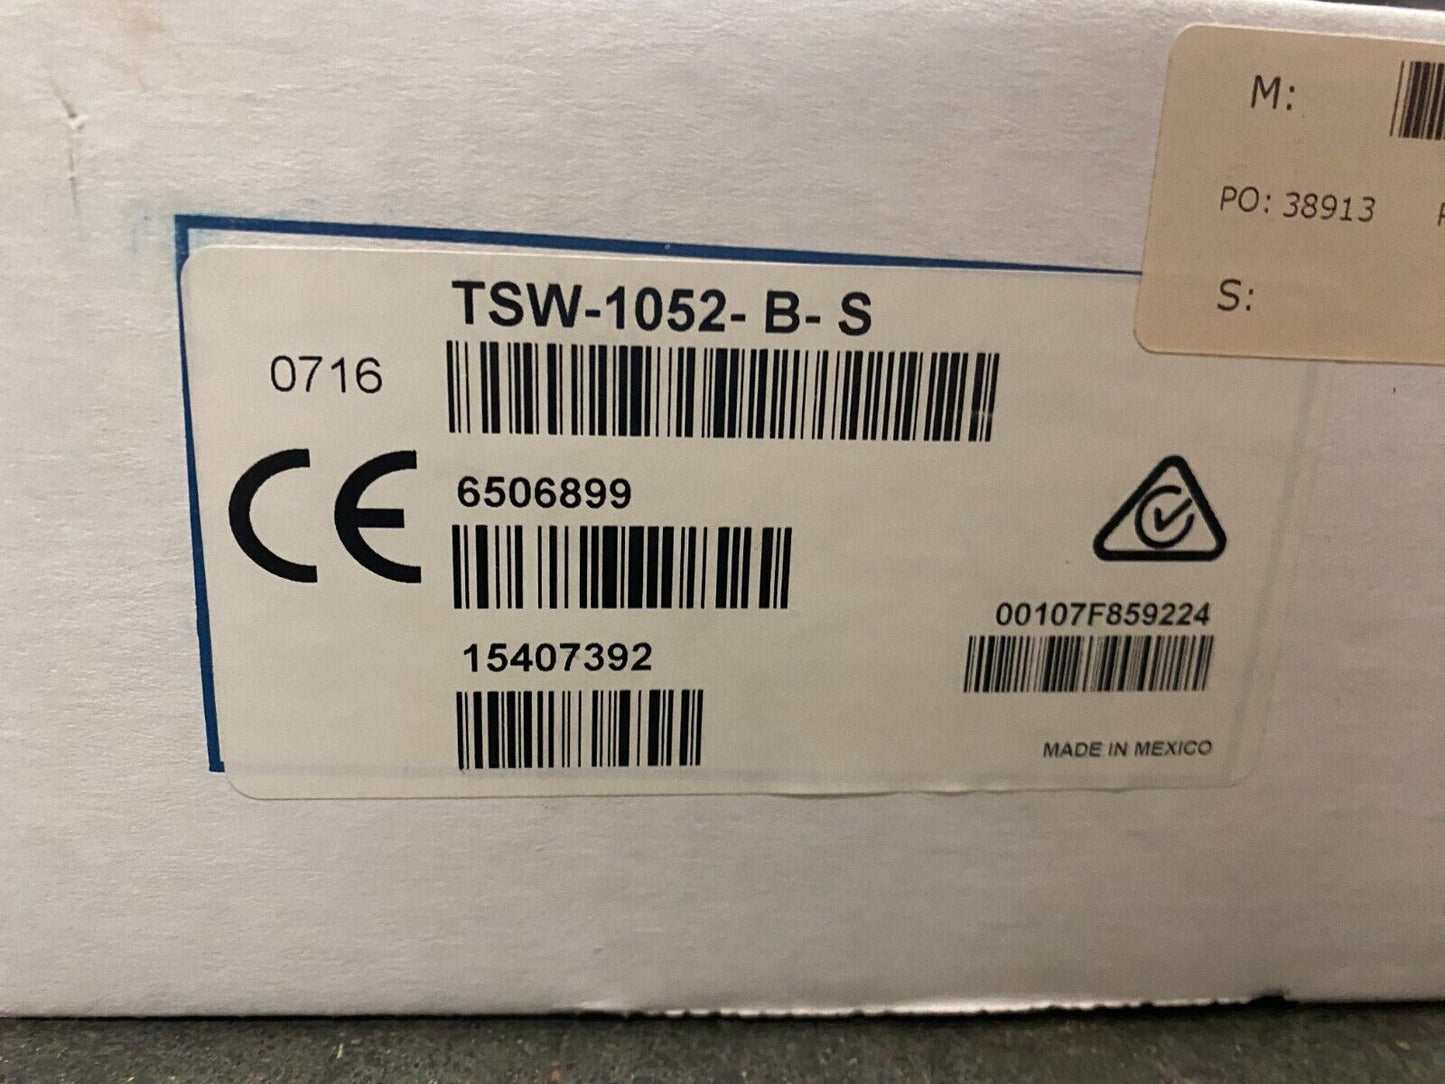 M:
PO: 38913
S:
TSW-1052- B- S
0716
CE
6506899
15407392
00107F859224
MADE IN MEXICO